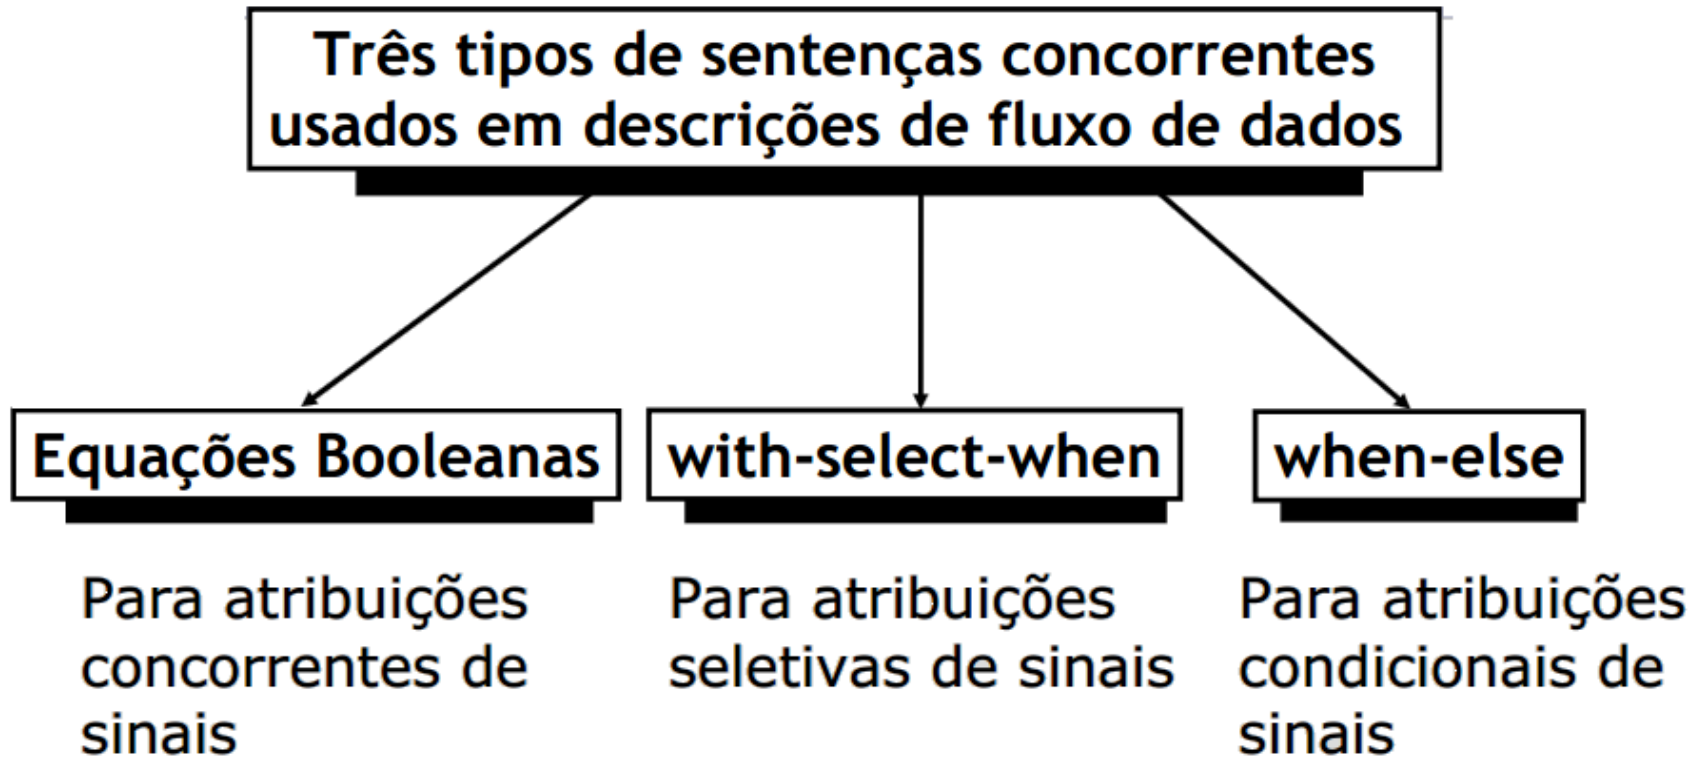 Três tipos de sentenças concorrentes
usados em descrições de fluxo de dados
Equações Booleanas
with-select-when
when-else
Para atribuições
concorrentes de
sinais
Para atribuições
seletivas de sinais
Para atribuições
condicionais de
sinais